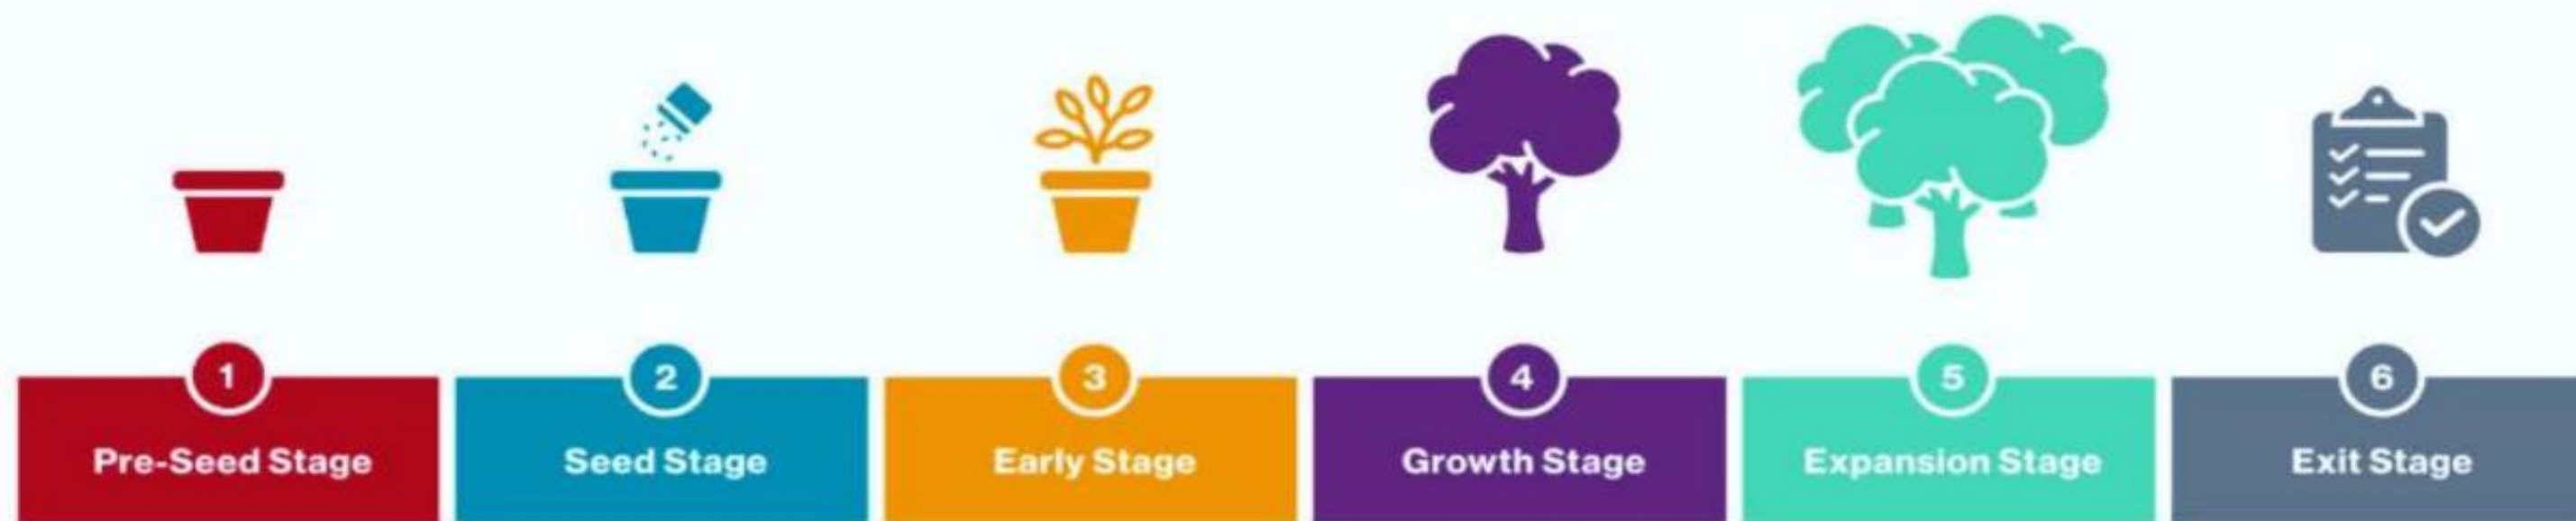 1
Pre-Seed Stage
2
Seed Stage
3
Early Stage
4
Growth Stage
5
Expansion Stage
6
Exit Stage